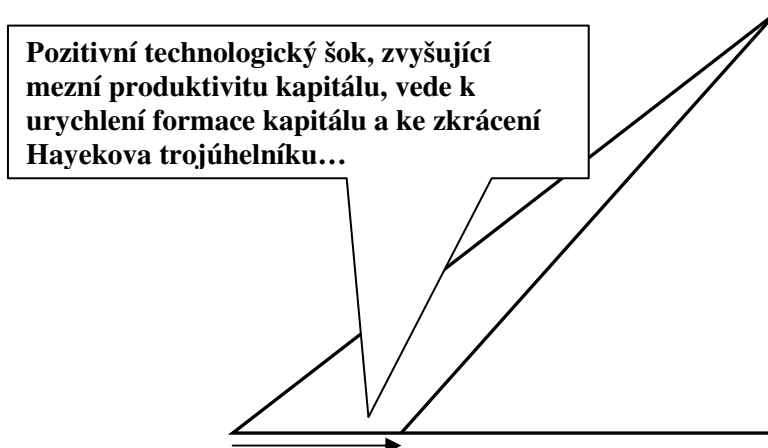 Pozitivní technologický šok, zvyšující
mezní produktivitu kapitálu, vede k
urychlení formace kapitálu a ke zkrácení
Hayekova trojúhelníku…